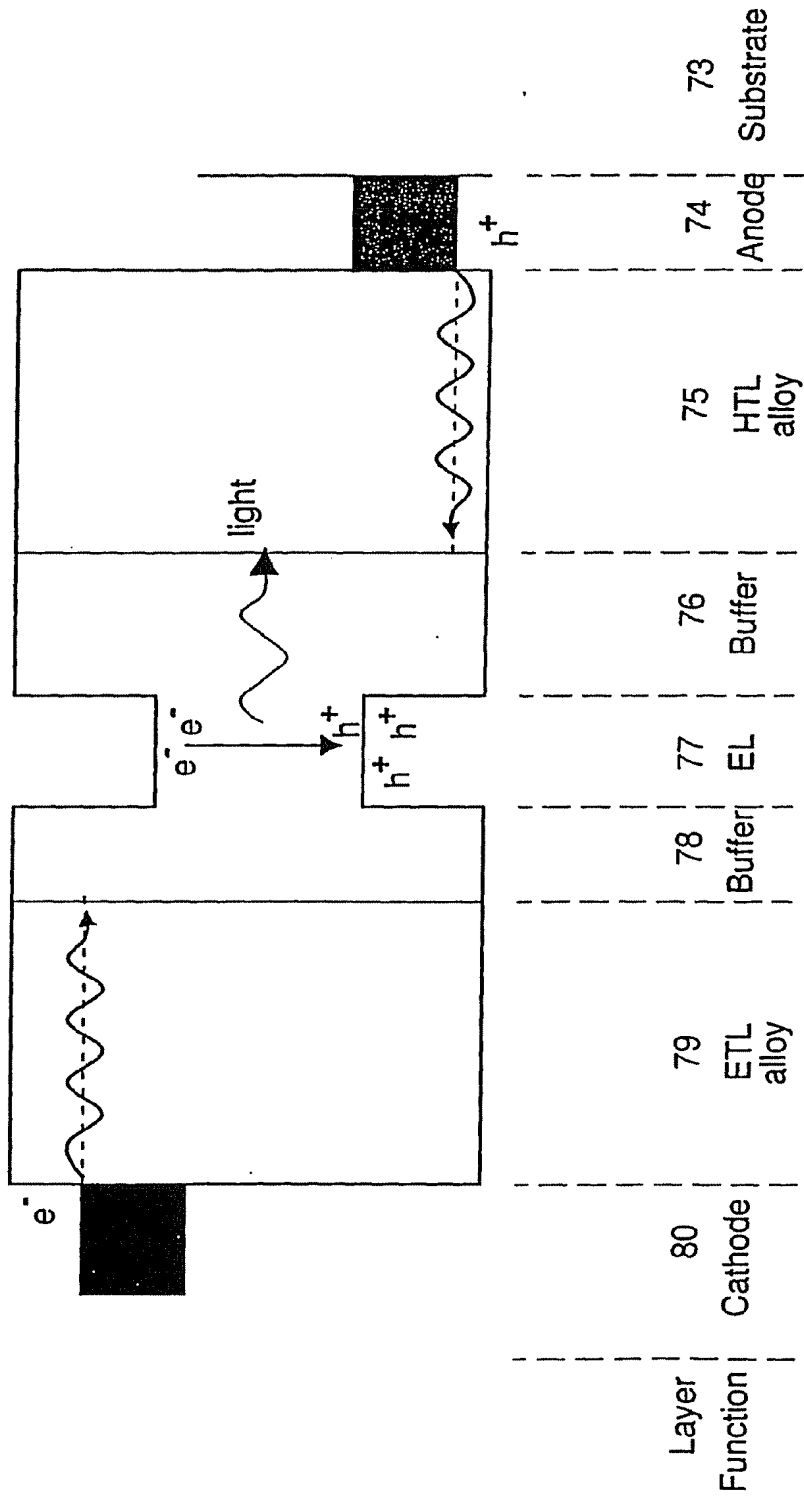 e-
e- e-
h+
h+ h+
light
h+
Layer 80 79 78 77 76 75 74 73
Function Cathode ETL Buffer EL Buffer HTL Anode Substrate
alloy alloy